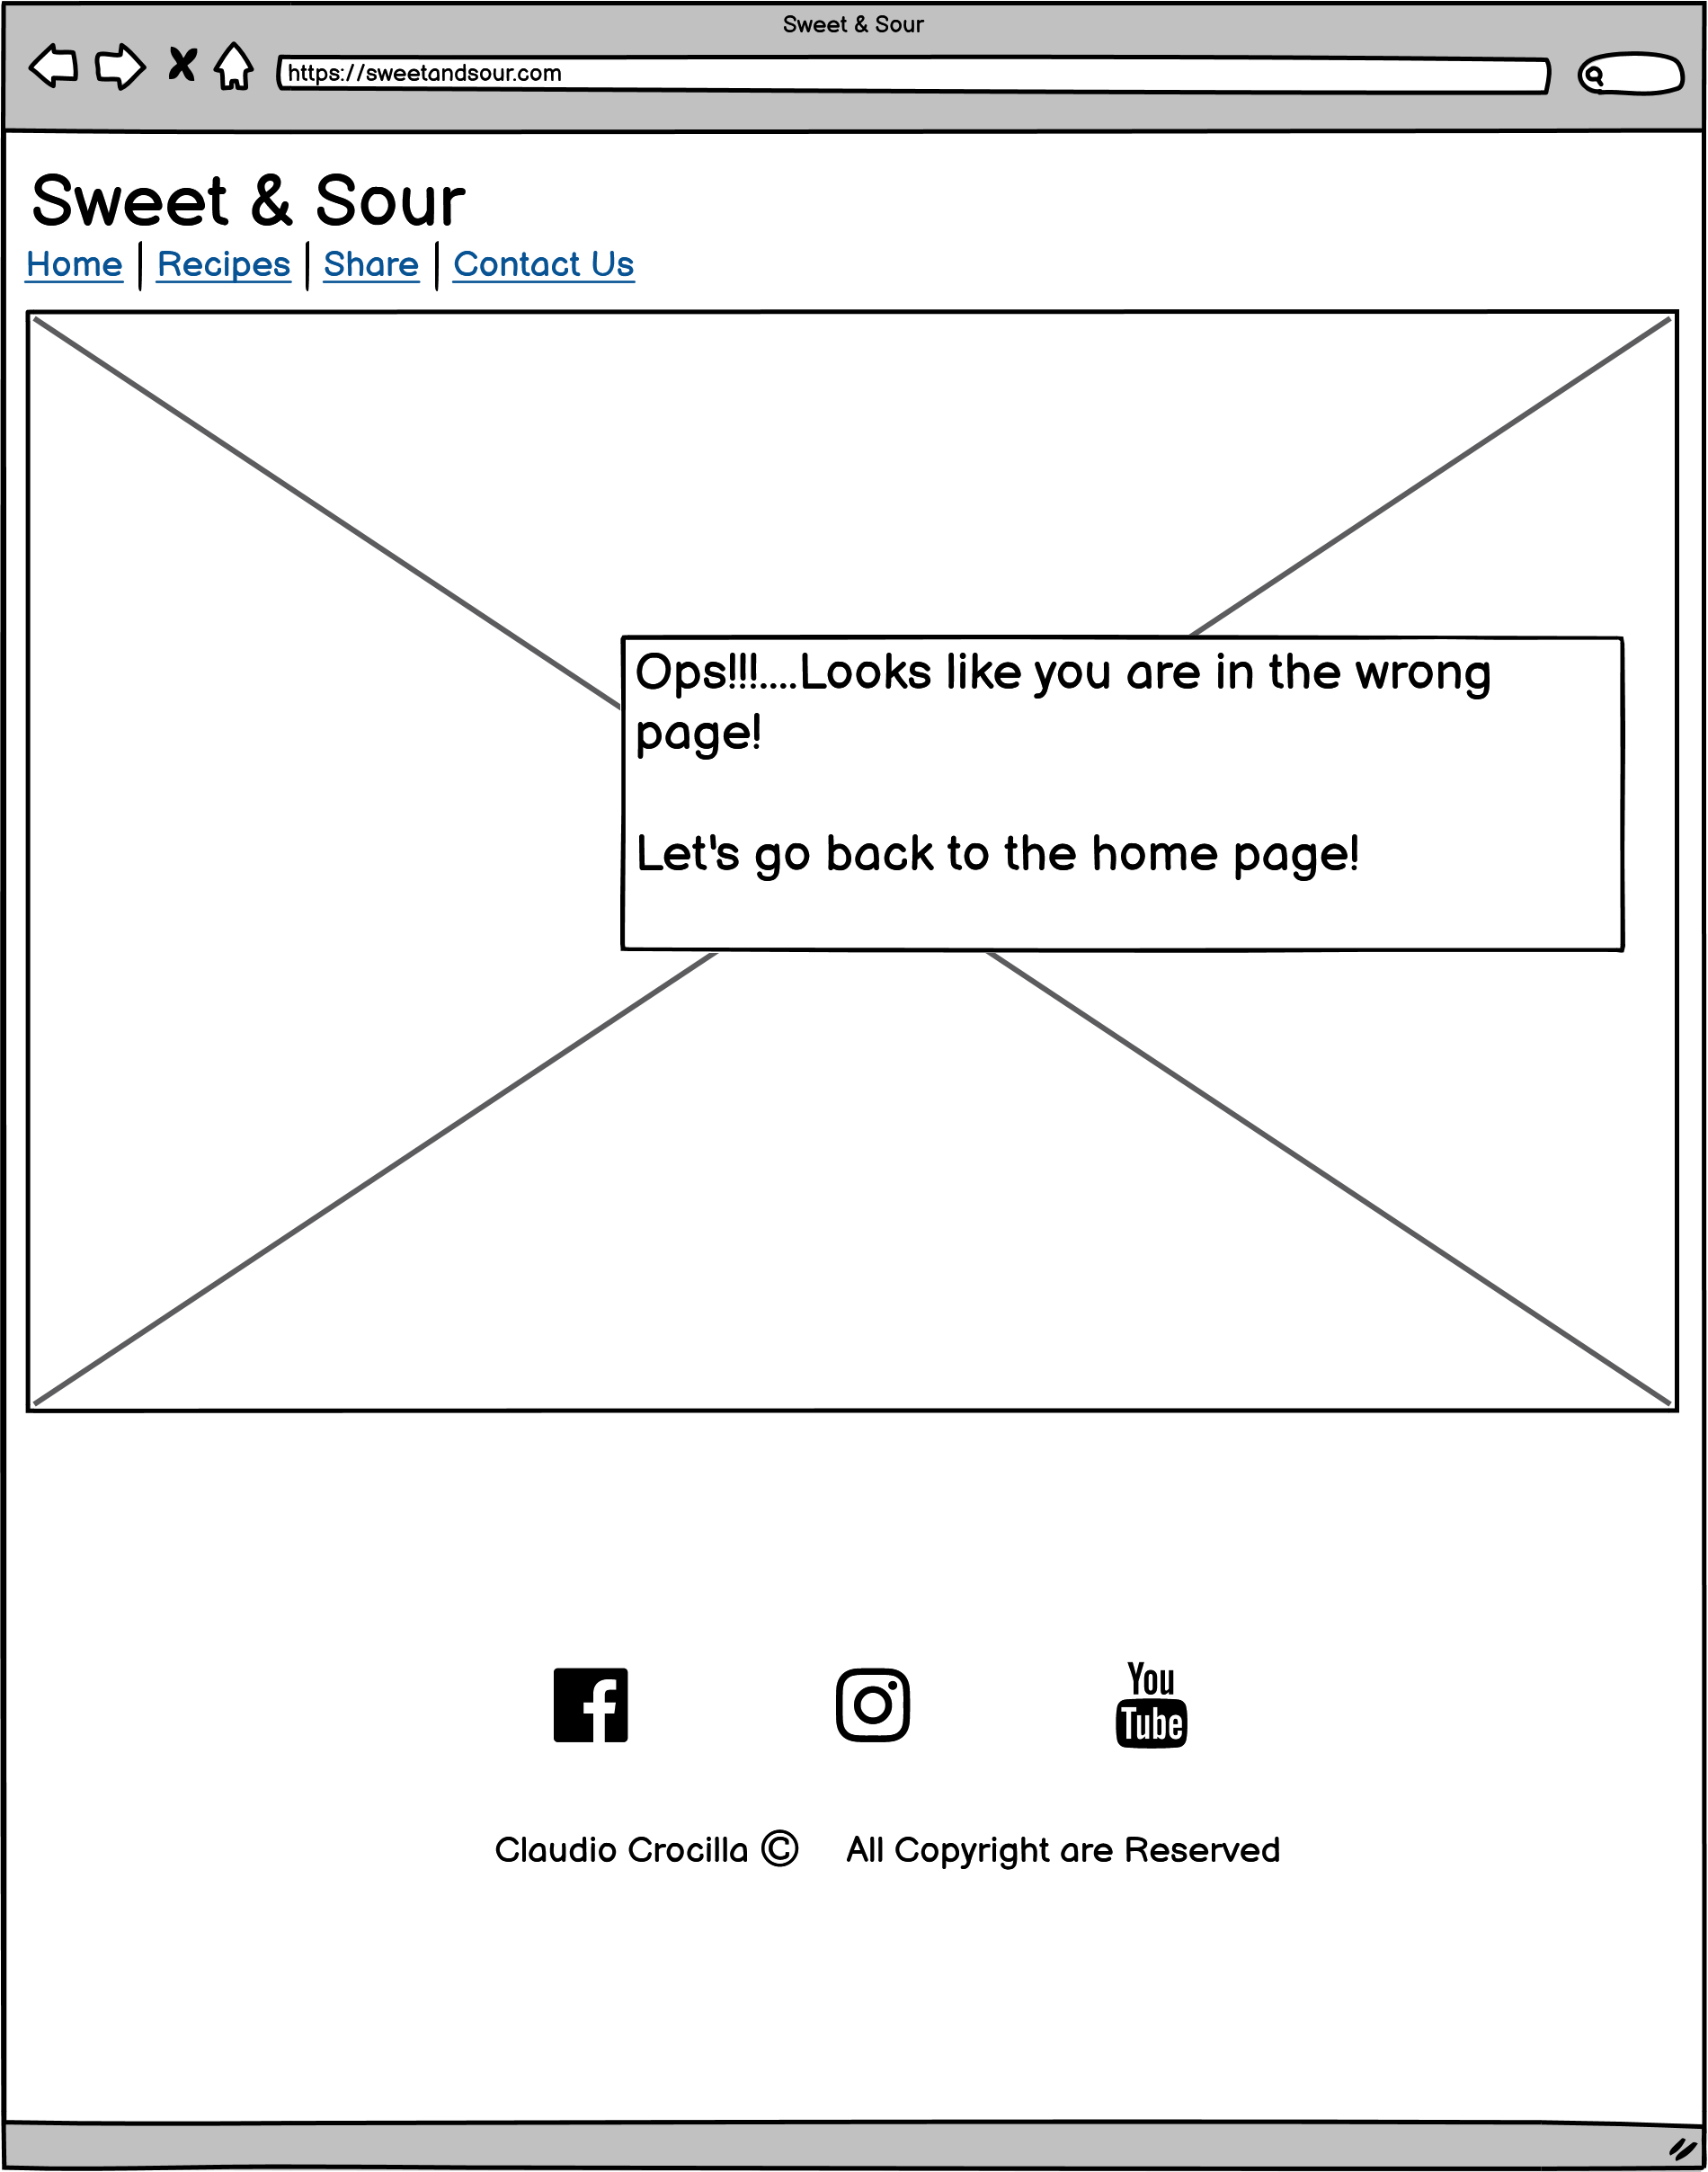 Sweet & Sour
https://sweetandsour.com
Sweet & Sour
Home Recipes Share Contact Us
Ops!!!....Looks like you are in the wrong
page!
Let's go back to the home page!
You
Tube
Claudio Crocilla © All Copyright are Reserved